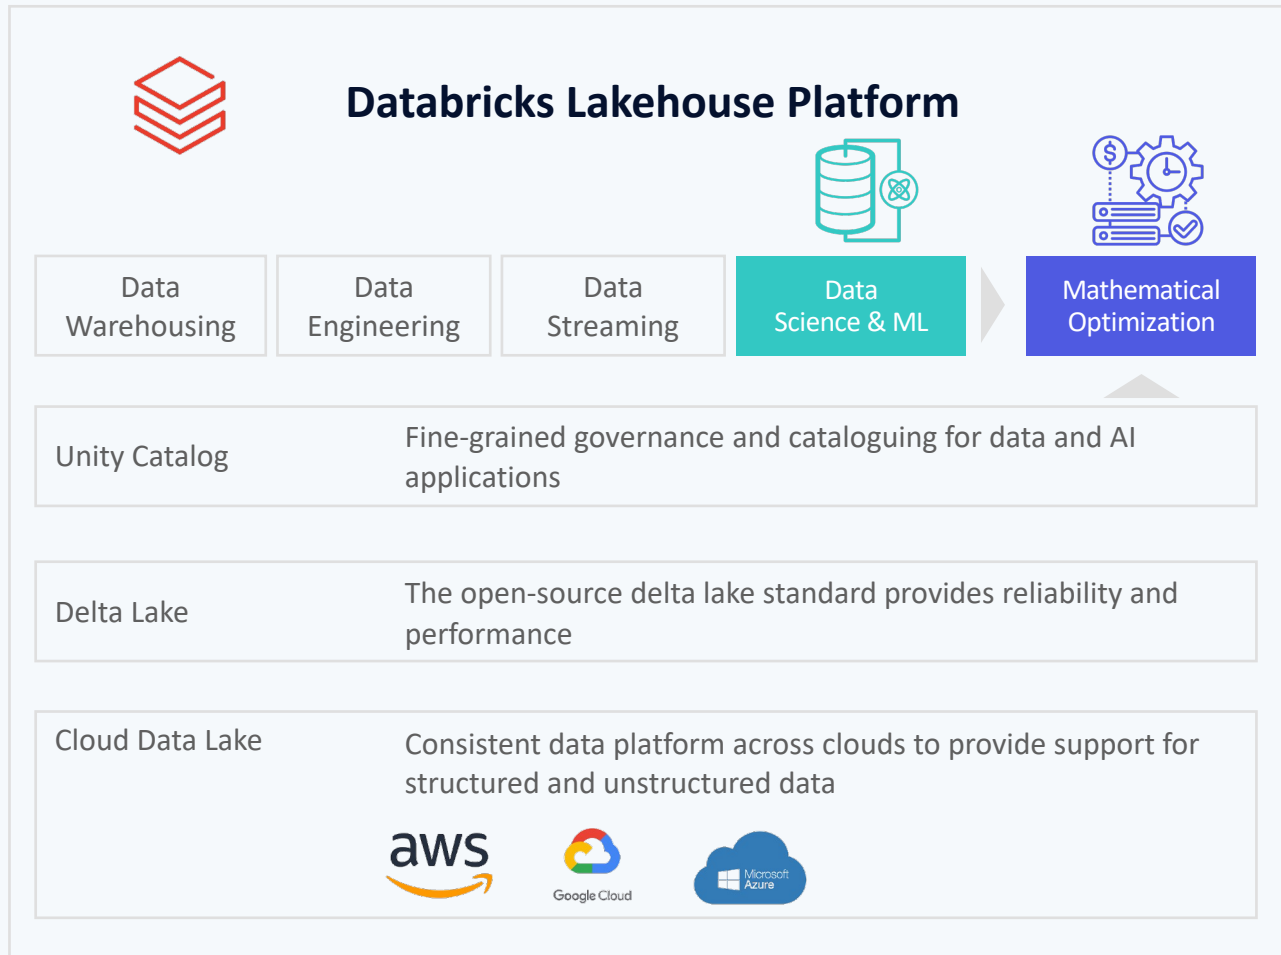 Databricks Lakehouse Platform
$
Data
Warehousing
Data
Engineering
Data
Streaming
Data
Science & ML
Mathematical
Optimization
Unity Catalog
Fine-grained governance and cataloguing for data and AI
applications
Delta Lake
The open-source delta lake standard provides reliability and
performance
Cloud Data Lake
Consistent data platform across clouds to provide support for
structured and unstructured data
aws
Google Cloud
Microsoft
Azure